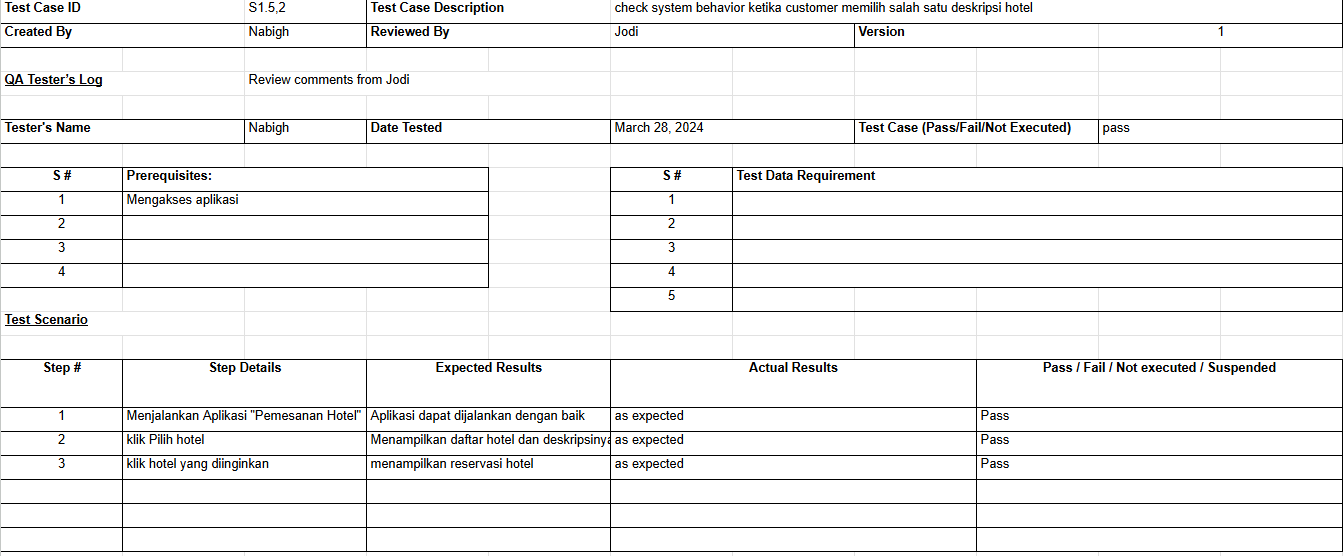 Test Case ID S1.5,2 Test Case Description check system behavior ketika customer memilih salah satu deskripsi hotel
Created By Nabigh Reviewed By Jodi Version 1
QA Tester's Log Review comments from Jodi
Tester's Name Nabigh Date Tested March 28, 2024 Test Case (Pass/Fail/Not Executed) pass
S # Prerequisites: S # Test Data Requirement
1 Mengakses aplikasi 1
2 2
3 3
4 4
5
Test Scenario
Step # Step Details Expected Results Actual Results Pass / Fail / Not executed / Suspended
1 Menjalankan Aplikasi "Pemesanan Hotel" Aplikasi dapat dijalankan dengan baik as expected Pass
2 klik Pilih hotel Menampilkan daftar hotel dan deskripsinya as expected Pass
3 klik hotel yang diinginkan menampilkan reservasi hotel as expected Pass